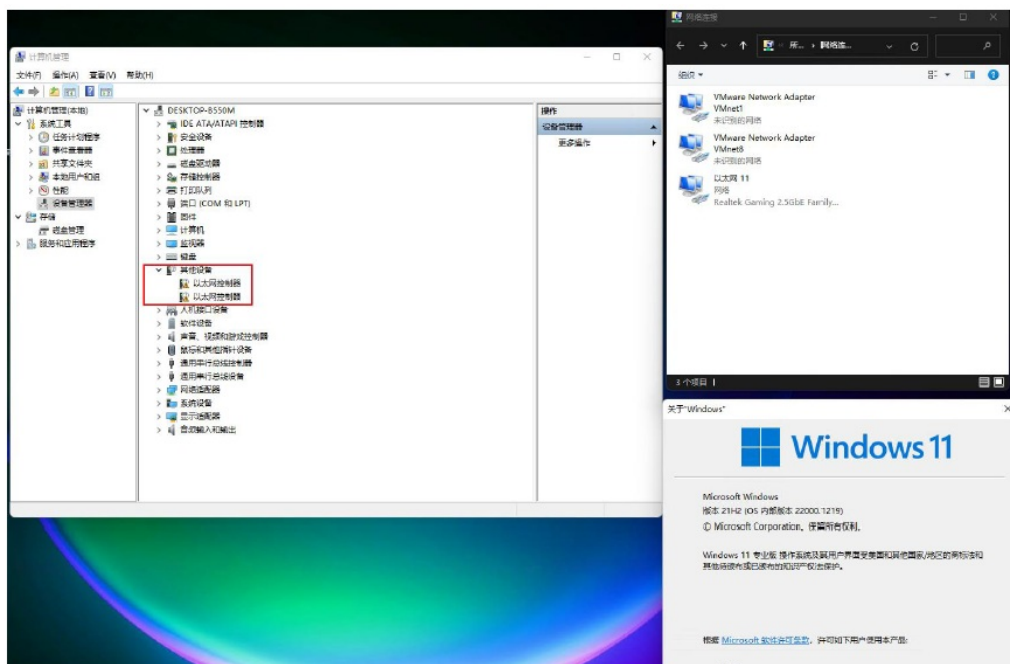 计算机管理
文件(F) 操作(A) 查看(V) 帮助(H)
计算机管理(本地)
系统工具
任务计划程序
事件查看器
共享文件夹
本地用户和组
性能
设备管理器
存储
磁盘管理
服务和应用程序
DESKTOP-B550M
IDE ATA/ATAPI 控制器
安全设备
处理器
磁盘驱动器
存储控制器
打印队列
端口 (COM 和 LPT)
固件
计算机
监视器
键盘
其他设备
以太网控制器
以太网控制器
人机接口设备
软件设备
声音、视频和游戏控制器
鼠标和其他指针设备
通用串行总线控制器
通用串行总线设备
网络适配器
系统设备
显示适配器
音频输入和输出
操作
设备管理器
更多操作
网络连接
所... 网络连...
组织
VMware Network Adapter
VMnet1
未识别的网络
VMware Network Adapter
VMnet8
未识别的网络
以太网 11
网络
Realtek Gaming 2.5GbE Family...
3 个项目
关于"Windows"
Windows 11
Microsoft Windows
版本 21H2 (OS 内部版本 22000.1219)
© Microsoft Corporation。保留所有权利。
Windows 11 专业版 操作系统及其用户界面受美国和其他国家/地区的商标法和
其他待颁布或已颁布的知识产权法保护。
根据 Microsoft 软件许可条款，许可如下用户使用本产品: